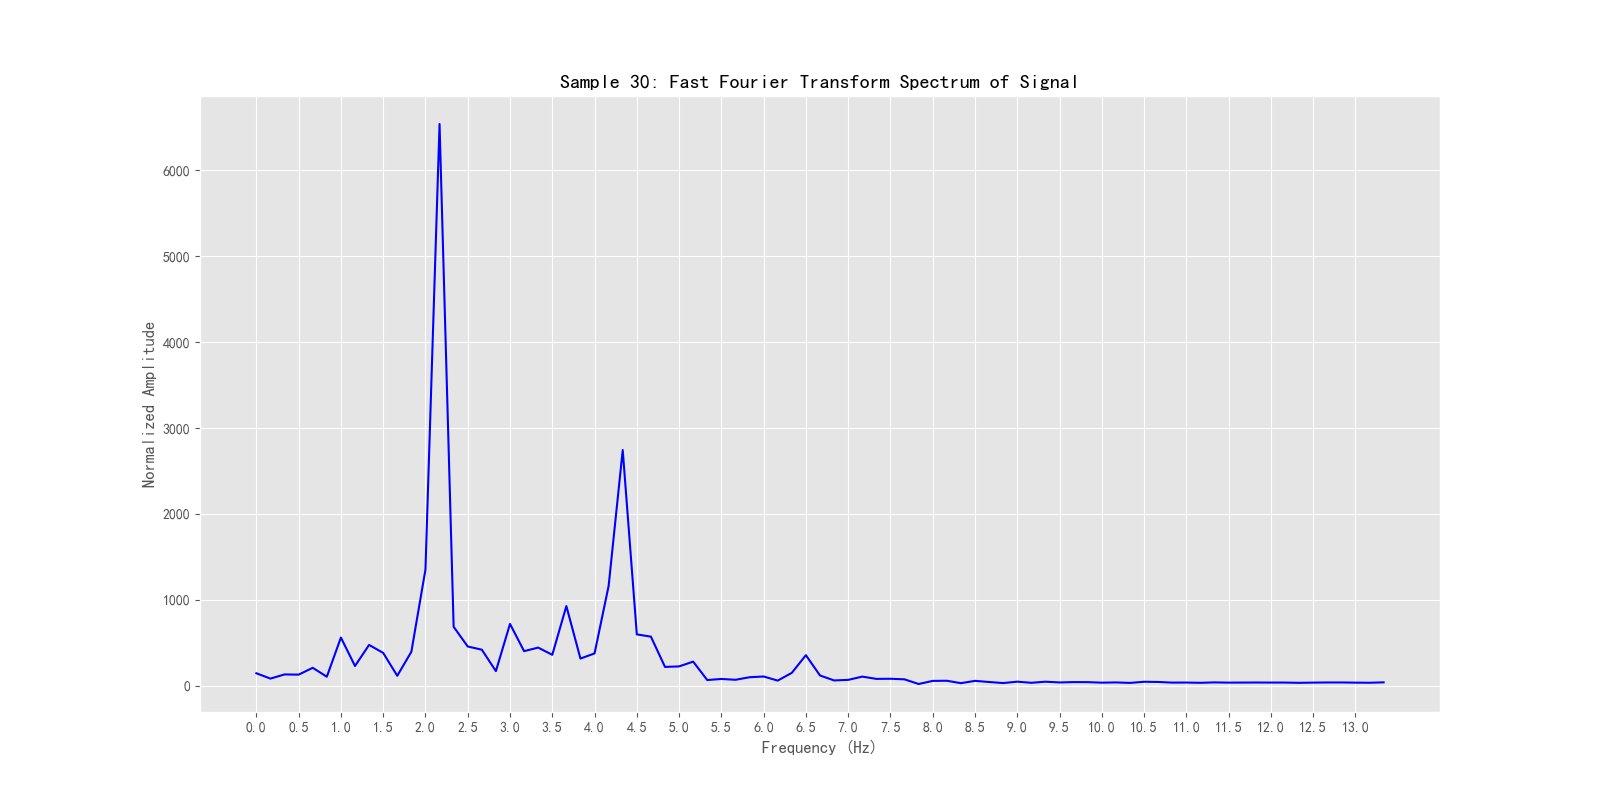 Sample 30: Fast Fourier Transform Spectrum of Signal
Normalized Amplitude
6000
5000
4000
3000
2000
1000
0
0.0 0.5 1.0 1.5 2.0 2.5 3.0 3.5 4.0 4.5 5.0 5.5 6.0 6.5 7.0 7.5 8.0 8.5 9.0 9.5 10.0 10.5 11.0 11.5 12.0 12.5 13.0
Frequency (Hz)